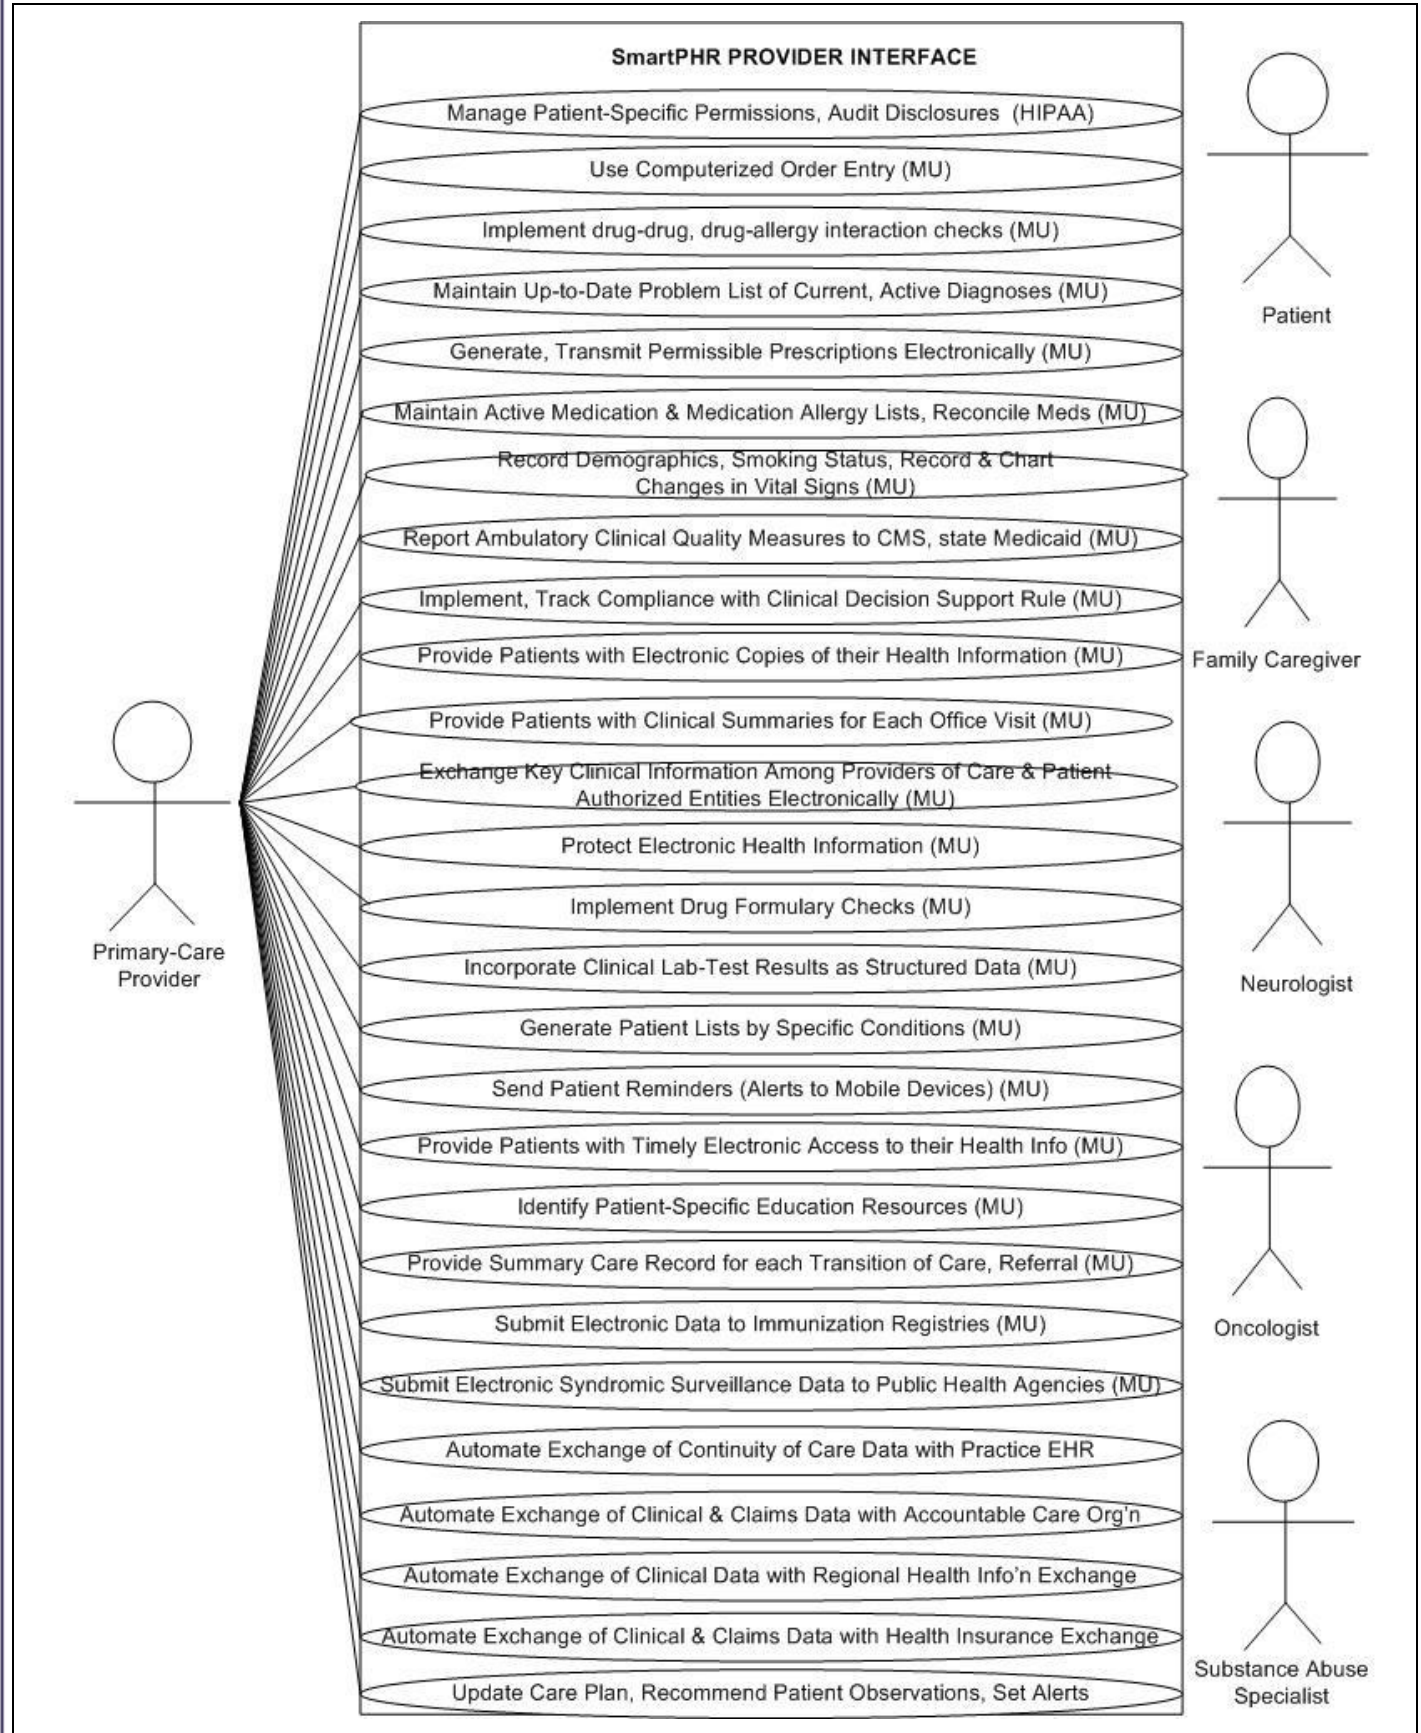 SmartPHR PROVIDER INTERFACE
Manage Patient-Specific Permissions, Audit Disclosures (HIPAA)
Use Computerized Order Entry (MU)
Implement drug-drug, drug-allergy interaction checks (MU)
Maintain Up-to-Date Problem List of Current, Active Diagnoses (MU)
Generate, Transmit Permissible Prescriptions Electronically (MU)
Maintain Active Medication & Medication Allergy Lists, Reconcile Meds (MU)
Record Demographics, Smoking Status, Record & Chart
Changes in Vital Signs (MU)
Report Ambulatory Clinical Quality Measures to CMS, state Medicaid (MU)
Implement, Track Compliance with Clinical Decision Support Rule (MU)
Provide Patients with Electronic Copies of their Health Information (MU)
Provide Patients with Clinical Summaries for Each Office Visit (MU)
Exchange Key Clinical Information Among Providers of Care & Patient
Authorized Entities Electronically (MU)
Protect Electronic Health Information (MU)
Implement Drug Formulary Checks (MU)
Incorporate Clinical Lab-Test Results as Structured Data (MU)
Generate Patient Lists by Specific Conditions (MU)
Send Patient Reminders (Alerts to Mobile Devices) (MU)
Provide Patients with Timely Electronic Access to their Health Info (MU)
Identify Patient-Specific Education Resources (MU)
Provide Summary Care Record for each Transition of Care, Referral (MU)
Submit Electronic Data to Immunization Registries (MU)
Submit Electronic Syndromic Surveillance Data to Public Health Agencies (MU)
Automate Exchange of Continuity of Care Data with Practice EHR
Automate Exchange of Clinical & Claims Data with Accountable Care Org'n
Automate Exchange of Clinical Data with Regional Health Info'n Exchange
Automate Exchange of Clinical & Claims Data with Health Insurance Exchange
Update Care Plan, Recommend Patient Observations, Set Alerts
Primary-Care
Provider
Patient
Family Caregiver
Neurologist
Oncologist
Substance Abuse
Specialist